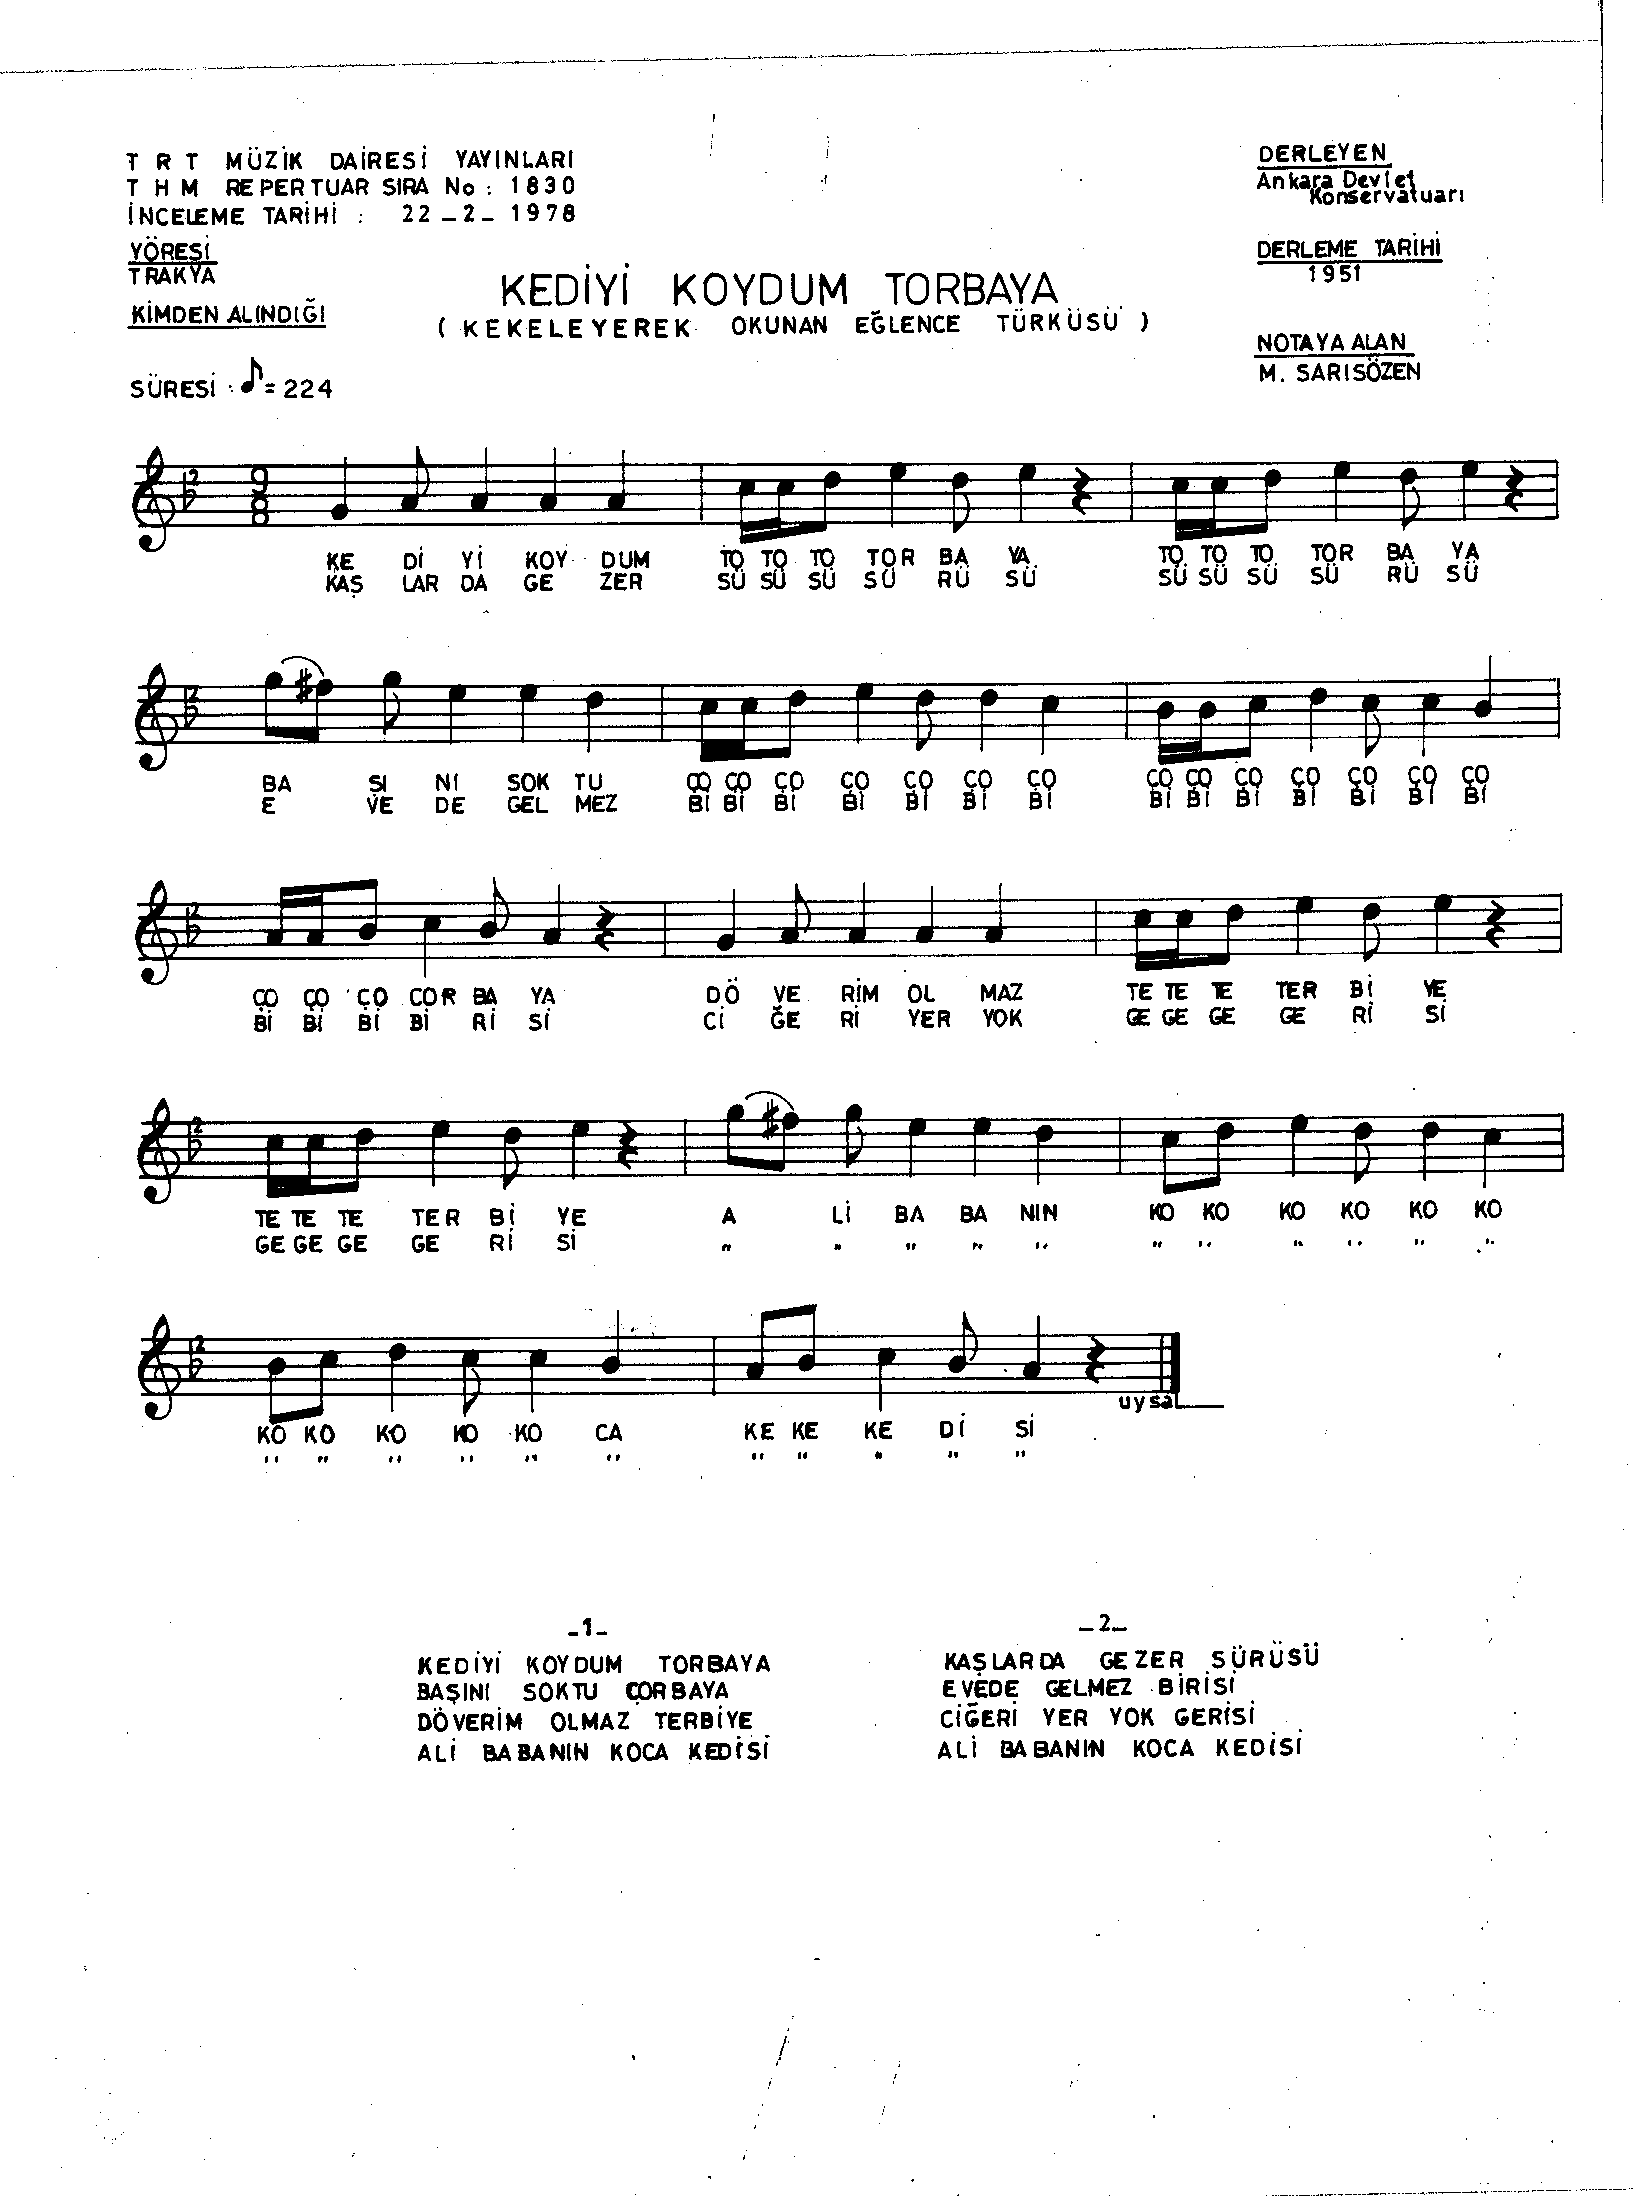 T R T MÜZİK DAİRESİ YAYINLARI
T H M REPERTUAR SIRA No : 1830
İNCELEME TARİHİ : 22 _ 2 _ 1978
YÖRESİ
TRAKYA
KİMDEN ALINDIĞI
SÜRESİ : ♪ = 224
DERLEYEN
Ankara Devlet
Konservatuarı
DERLEME TARİHİ
1951
NOTAYA ALAN
M. SARISÖZEN
KEDİYİ KOYDUM TORBAYA
( KEKELEYEREK OKUNAN EĞLENCE TÜRKÜSÜ )
2
9
8
KE Dİ Yİ KOY DUM TO TO TO TOR BA YA TO TO TO TOR BA YA
KAŞ LAR DA GE ZER SÜ SÜ SÜ SÜ RÜ SÜ SÜ SÜ SÜ SÜ RÜ SÜ
2
BA SI NI SOK TU ÇO ÇO ÇO ÇO ÇO ÇO ÇO ÇO ÇO ÇO ÇO ÇO ÇO ÇO
E VE DE GEL MEZ Bİ Bİ Bİ Bİ Bİ Bİ Bİ Bİ Bİ Bİ Bİ Bİ Bİ Bİ
2
ÇO ÇO ÇO ÇOR BA YA DÖ VE RİM OL MAZ TE TE TE TER Bİ YE
Bİ Bİ Bİ Bİ Rİ Sİ Cİ ĞE Rİ YER YOK GE GE GE GE Rİ Sİ
2
TE TE TE TER Bİ YE A Lİ BA BA NIN KO KO KO KO KO KO
GE GE GE GE Rİ Sİ " " " " " " " " " " "
2
KO KO KO KO KO CA KE KE KE Dİ Sİ
" " " " " " " " " " "
uysal
_1_
KEDİYİ KOYDUM TORBAYA
BAŞINI SOKTU ÇORBAYA
DÖVERİM OLMAZ TERBİYE
ALİ BABANIN KOCA KEDİSİ
_2_
KAŞLARDA GEZER SÜRÜSÜ
EVEDE GELMEZ BİRİSİ
CİĞERİ YER YOK GERİSİ
ALİ BABANIN KOCA KEDİSİ